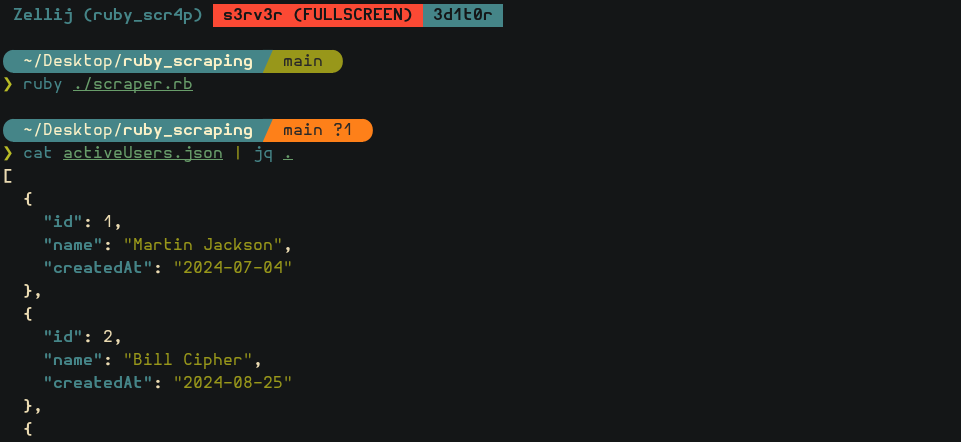 Zellij (ruby_scr4p) s3rv3r (FULLSCREEN) 3d1t0r
~/Desktop/ruby_scraping main
❯ ruby ./scraper.rb
~/Desktop/ruby_scraping main ?1
❯ cat activeUsers.json | jq .
[
  {
    "id": 1,
    "name": "Martin Jackson",
    "createdAt": "2024-07-04"
  },
  {
    "id": 2,
    "name": "Bill Cipher",
    "createdAt": "2024-08-25"
  },
  {